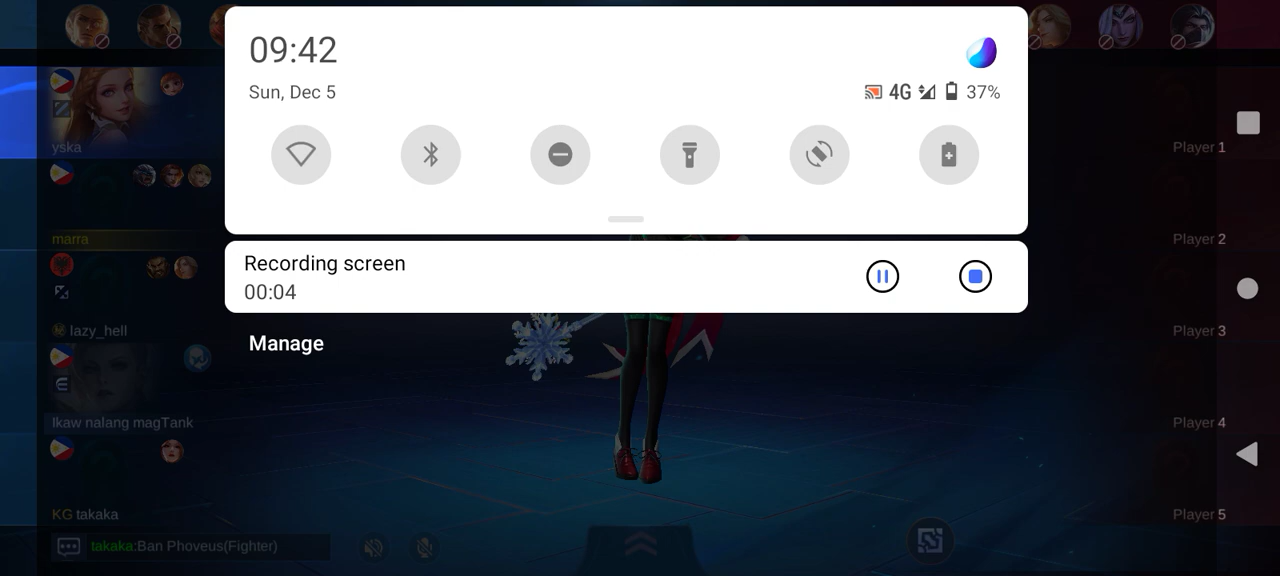 09:42
Sun, Dec 5
4G 37%
Recording screen
00:04
Manage
yska
marra
lazy_hell
Ikaw nalang magTank
KG takaka
takaka:Ban Phoveus(Fighter)
Player 1
Player 2
Player 3
Player 4
Player 5